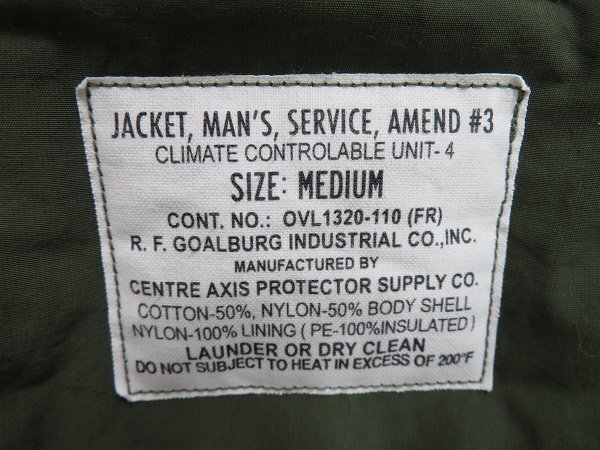 JACKET, MAN'S, SERVICE, AMEND #3
CLIMATE CONTROLABLE UNIT- 4
SIZE: MEDIUM
CONT. NO.: OVL1320-110 (FR)
R. F. GOALBURG INDUSTRIAL CO.,INC.
MANUFACTURED BY
CENTRE AXIS PROTECTOR SUPPLY CO.
COTTON-50%, NYLON-50% BODY SHELL
NYLON-100% LINING ( PE-100%INSULATED )
LAUNDER OR DRY CLEAN
DO NOT SUBJECT TO HEAT IN EXCESS OF 200°F